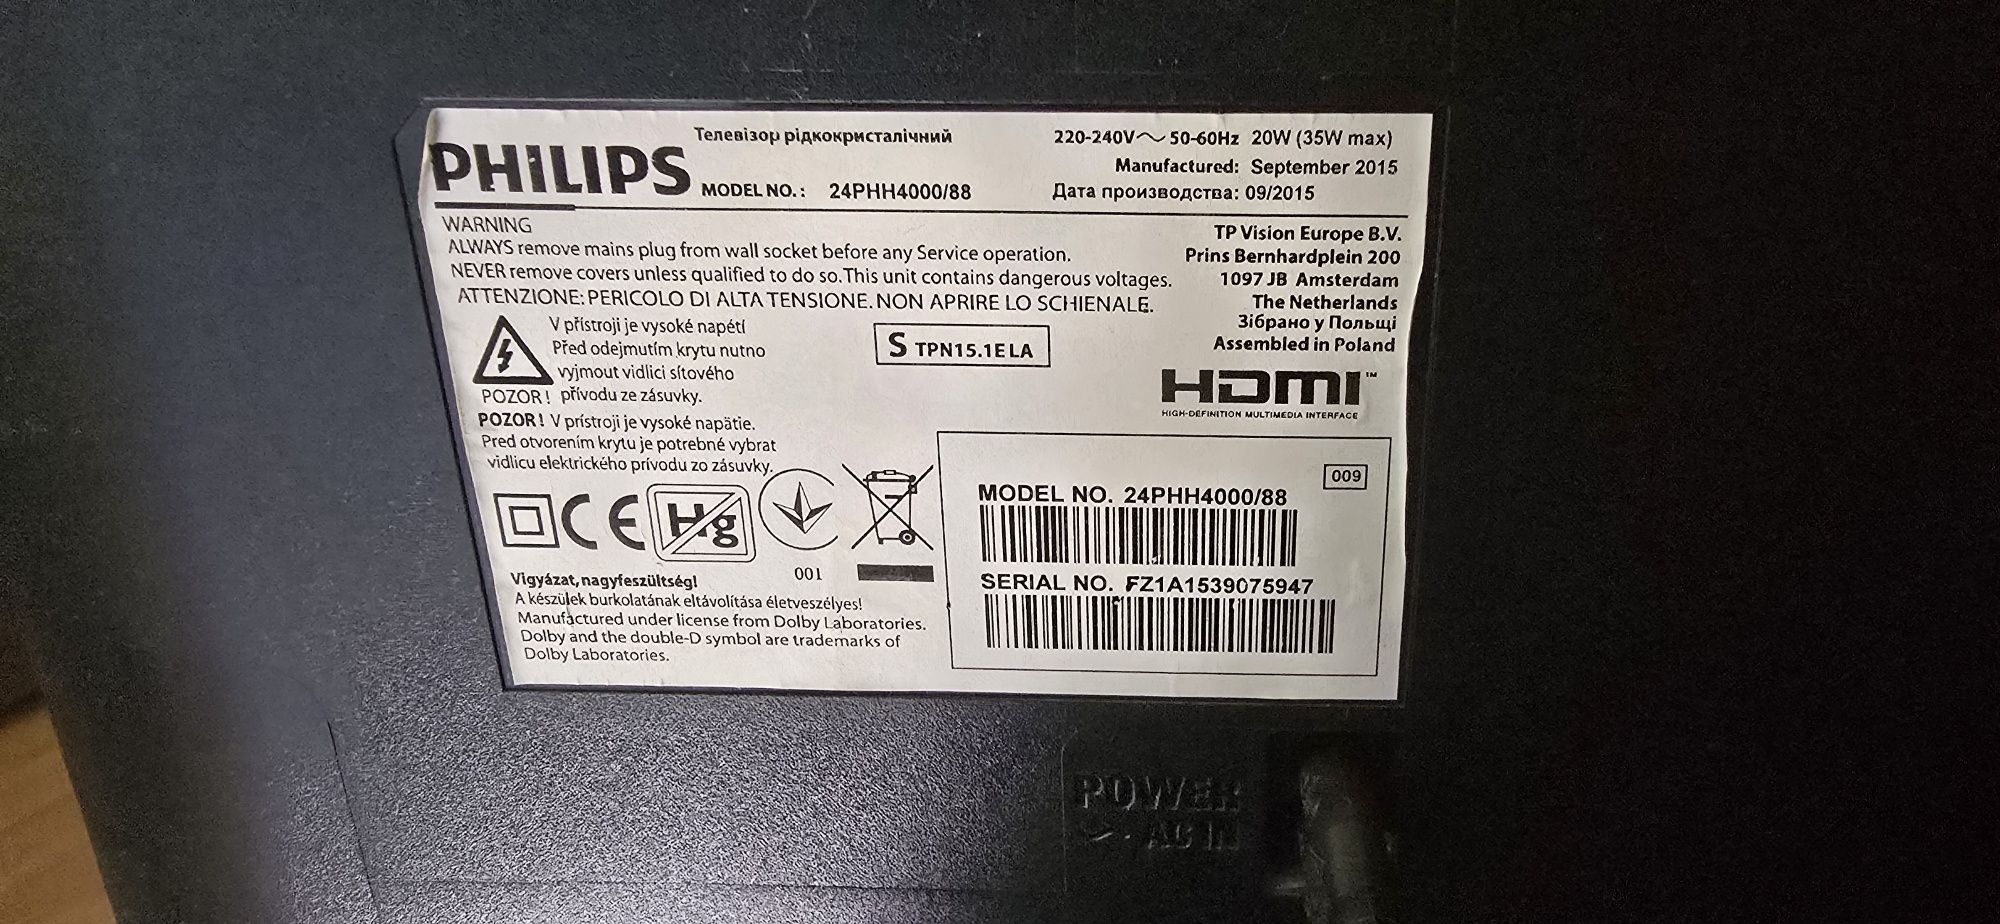 Телевізор рідкокристалічний
PHILIPS
MODEL NO.: 24PHH4000/88
220-240V～ 50-60Hz 20W (35W max)
Manufactured: September 2015
Дата производства: 09/2015
WARNING
ALWAYS remove mains plug from wall socket before any Service operation.
NEVER remove covers unless qualified to do so. This unit contains dangerous voltages.
ATTENZIONE: PERICOLO DI ALTA TENSIONE. NON APRIRE LO SCHIENALE.
TP Vision Europe B.V.
Prins Bernhardplein 200
1097 JB Amsterdam
The Netherlands
Зібрано у Польщі
Assembled in Poland
V přístroji je vysoké napětí
Před odejmutím krytu nutno
vyjmout vidlici síťového
POZOR! přívodu ze zásuvky.
S TPN15.1E LA
HDMI™
HIGH-DEFINITION MULTIMEDIA INTERFACE
POZOR! V prístroji je vysoké napätie.
Pred otvorením krytu je potrebné vybrat
vidlicu elektrického prívodu zo zásuvky.
CE
Hg
001
Vigyázat, nagyfeszültség!
A készülek burkolatának eltávolítása életveszélyes!
Manufactured under license from Dolby Laboratories.
Dolby and the double-D symbol are trademarks of
Dolby Laboratories.
009
MODEL NO. 24PHH4000/88
SERIAL NO. FZ1A1539075947
POWER
AC IN